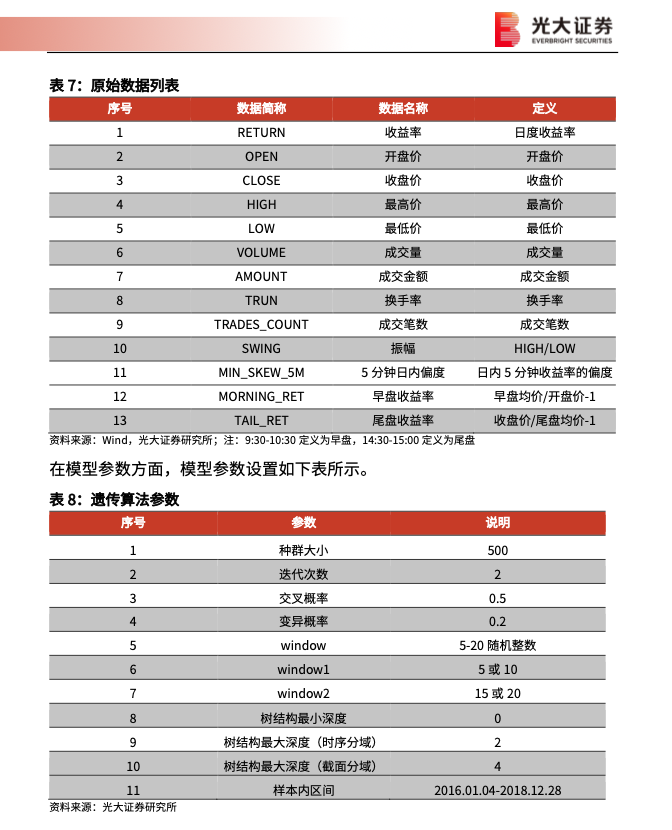 光大证券
EVERBRIGHT SECURITIES
表 7：原始数据列表
序号 数据简称 数据名称 定义
1 RETURN 收益率 日度收益率
2 OPEN 开盘价 开盘价
3 CLOSE 收盘价 收盘价
4 HIGH 最高价 最高价
5 LOW 最低价 最低价
6 VOLUME 成交量 成交量
7 AMOUNT 成交金额 成交金额
8 TRUN 换手率 换手率
9 TRADES_COUNT 成交笔数 成交笔数
10 SWING 振幅 HIGH/LOW
11 MIN_SKEW_5M 5 分钟日内偏度 日内 5 分钟收益率的偏度
12 MORNING_RET 早盘收益率 早盘均价/开盘价-1
13 TAIL_RET 尾盘收益率 收盘价/尾盘均价-1
资料来源：Wind，光大证券研究所；注：9:30-10:30 定义为早盘，14:30-15:00 定义为尾盘
在模型参数方面，模型参数设置如下表所示。
表 8：遗传算法参数
序号 参数 说明
1 种群大小 500
2 迭代次数 2
3 交叉概率 0.5
4 变异概率 0.2
5 window 5-20 随机整数
6 window1 5 或 10
7 window2 15 或 20
8 树结构最小深度 0
9 树结构最大深度（时序分域） 2
10 树结构最大深度（截面分域） 4
11 样本内区间 2016.01.04-2018.12.28
资料来源：光大证券研究所